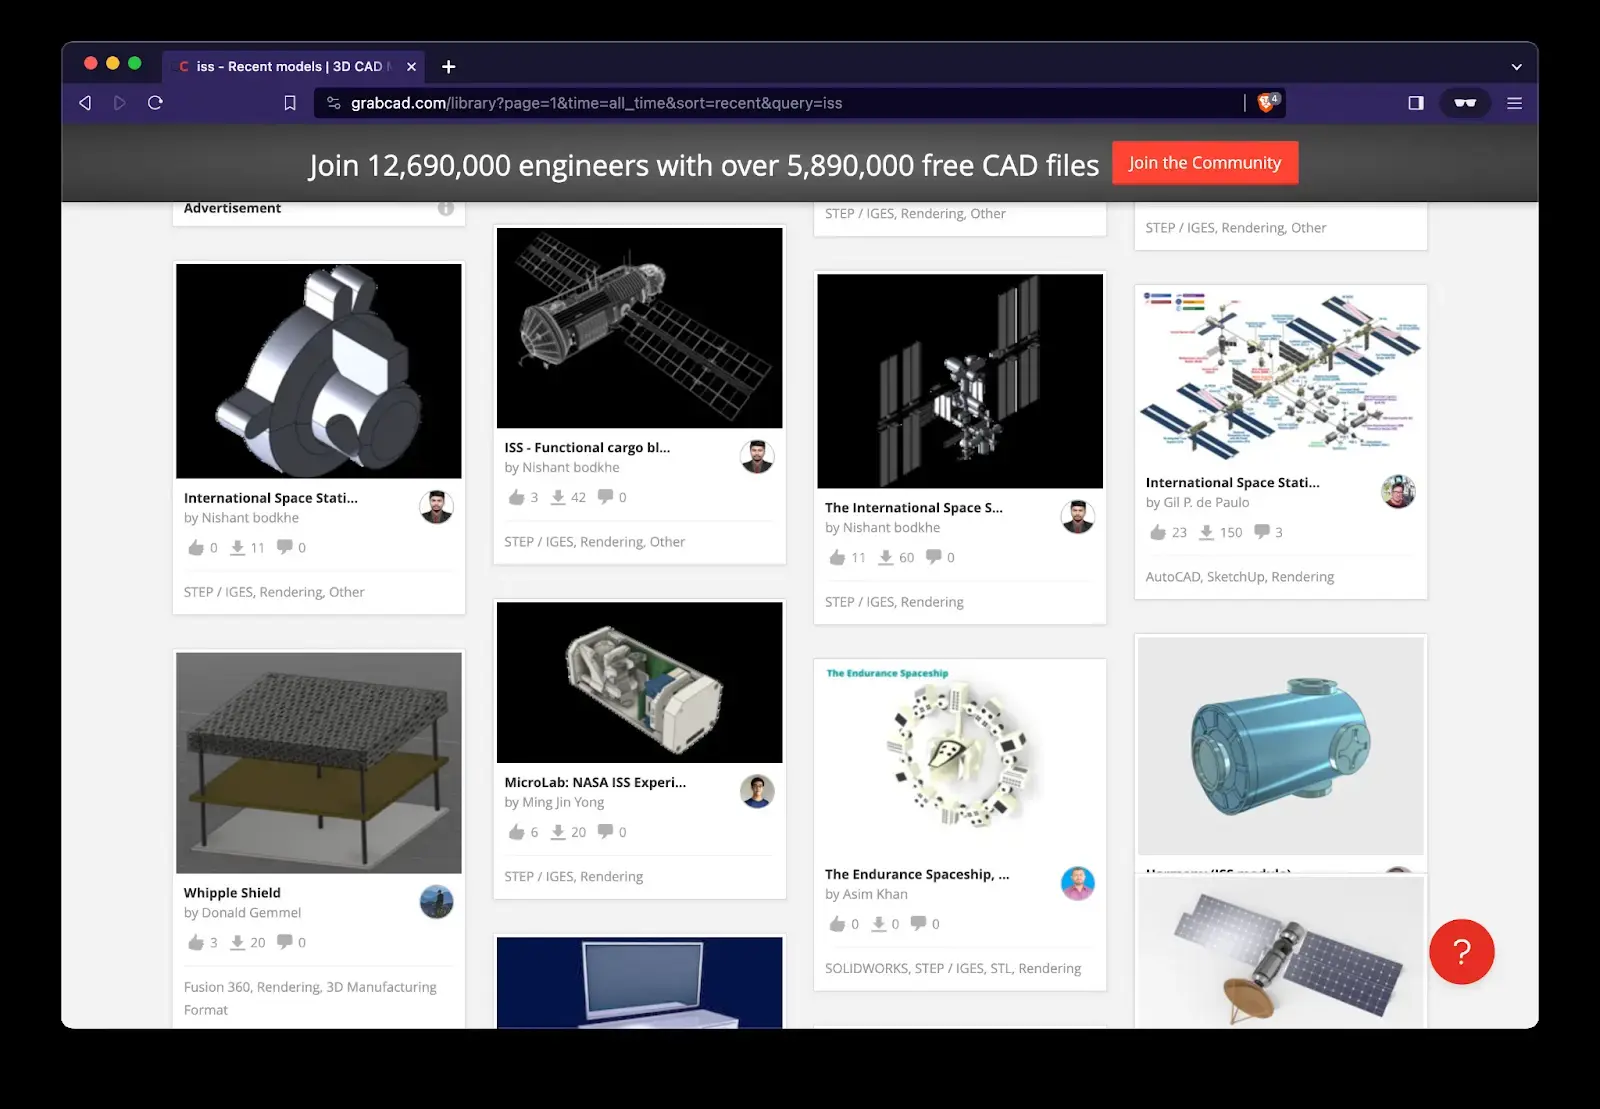 iss - Recent models | 3D CAD
grabcad.com/library?page=1&time=all_time&sort=recent&query=iss
4
Join 12,690,000 engineers with over 5,890,000 free CAD files
Join the Community
Advertisement
International Space Stati...
by Nishant bodkhe
0 11 0
STEP / IGES, Rendering, Other
Whipple Shield
by Donald Gemmel
3 20 0
Fusion 360, Rendering, 3D Manufacturing
Format
ISS - Functional cargo bl...
by Nishant bodkhe
3 42 0
STEP / IGES, Rendering, Other
MicroLab: NASA ISS Experi...
by Ming Jin Yong
6 20 0
STEP / IGES, Rendering
STEP / IGES, Rendering, Other
The International Space S...
by Nishant bodkhe
11 60 0
STEP / IGES, Rendering
The Endurance Spaceship
The Endurance Spaceship, ...
by Asim Khan
0 0 0
SOLIDWORKS, STEP / IGES, STL, Rendering
STEP / IGES, Rendering, Other
International Space Stati...
by Gil P. de Paulo
23 150 3
AutoCAD, SketchUp, Rendering
Harmony (ISS module)
?